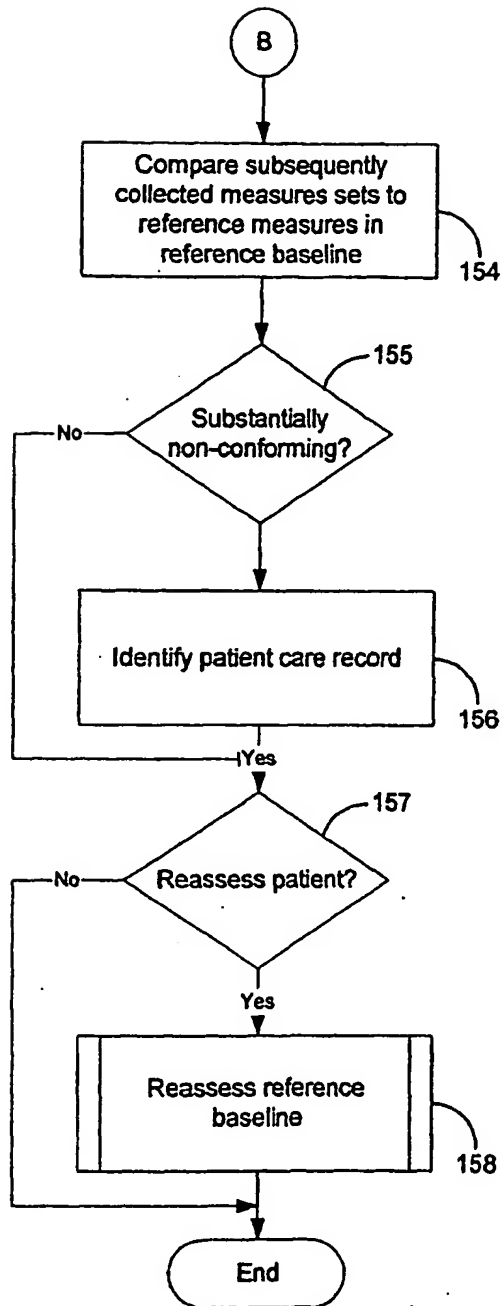 B
Compare subsequently
collected measures sets to
reference measures in
reference baseline
154
155
Substantially
non-conforming?
No
Identify patient care record
156
Yes
157
Reassess patient?
No
Yes
Reassess reference
baseline
158
End